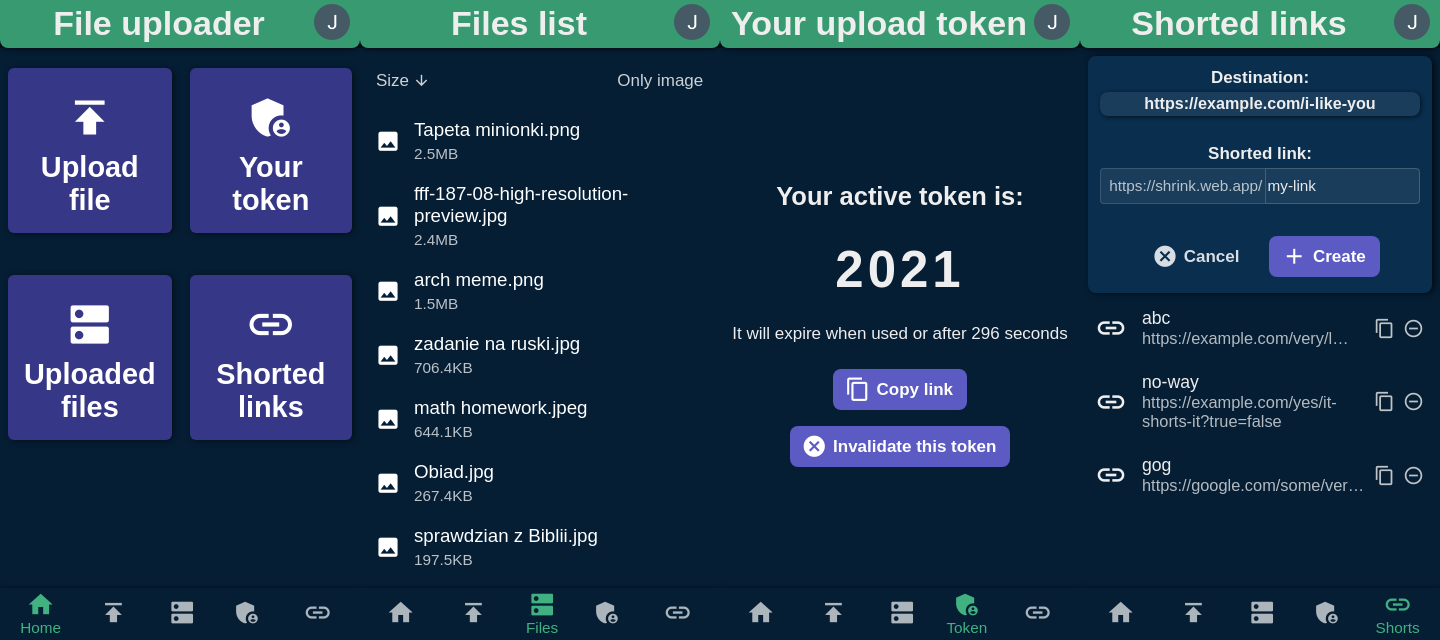 File uploader
J
Upload
file
Your
token
Uploaded
files
Shorted
links
Home
Files list
J
Size
Only image
Tapeta minionki.png
2.5MB
fff-187-08-high-resolution-
preview.jpg
2.4MB
arch meme.png
1.5MB
zadanie na ruski.jpg
706.4KB
math homework.jpeg
644.1KB
Obiad.jpg
267.4KB
sprawdzian z Biblii.jpg
197.5KB
Files
Your upload token
J
Your active token is:
2021
It will expire when used or after 296 seconds
Copy link
Invalidate this token
Token
Shorted links
J
Destination:
https://example.com/i-like-you
Shorted link:
https://shrink.web.app/ my-link
Cancel
Create
abc
https://example.com/very/l…
no-way
https://example.com/yes/it-
shorts-it?true=false
gog
https://google.com/some/ver…
Shorts